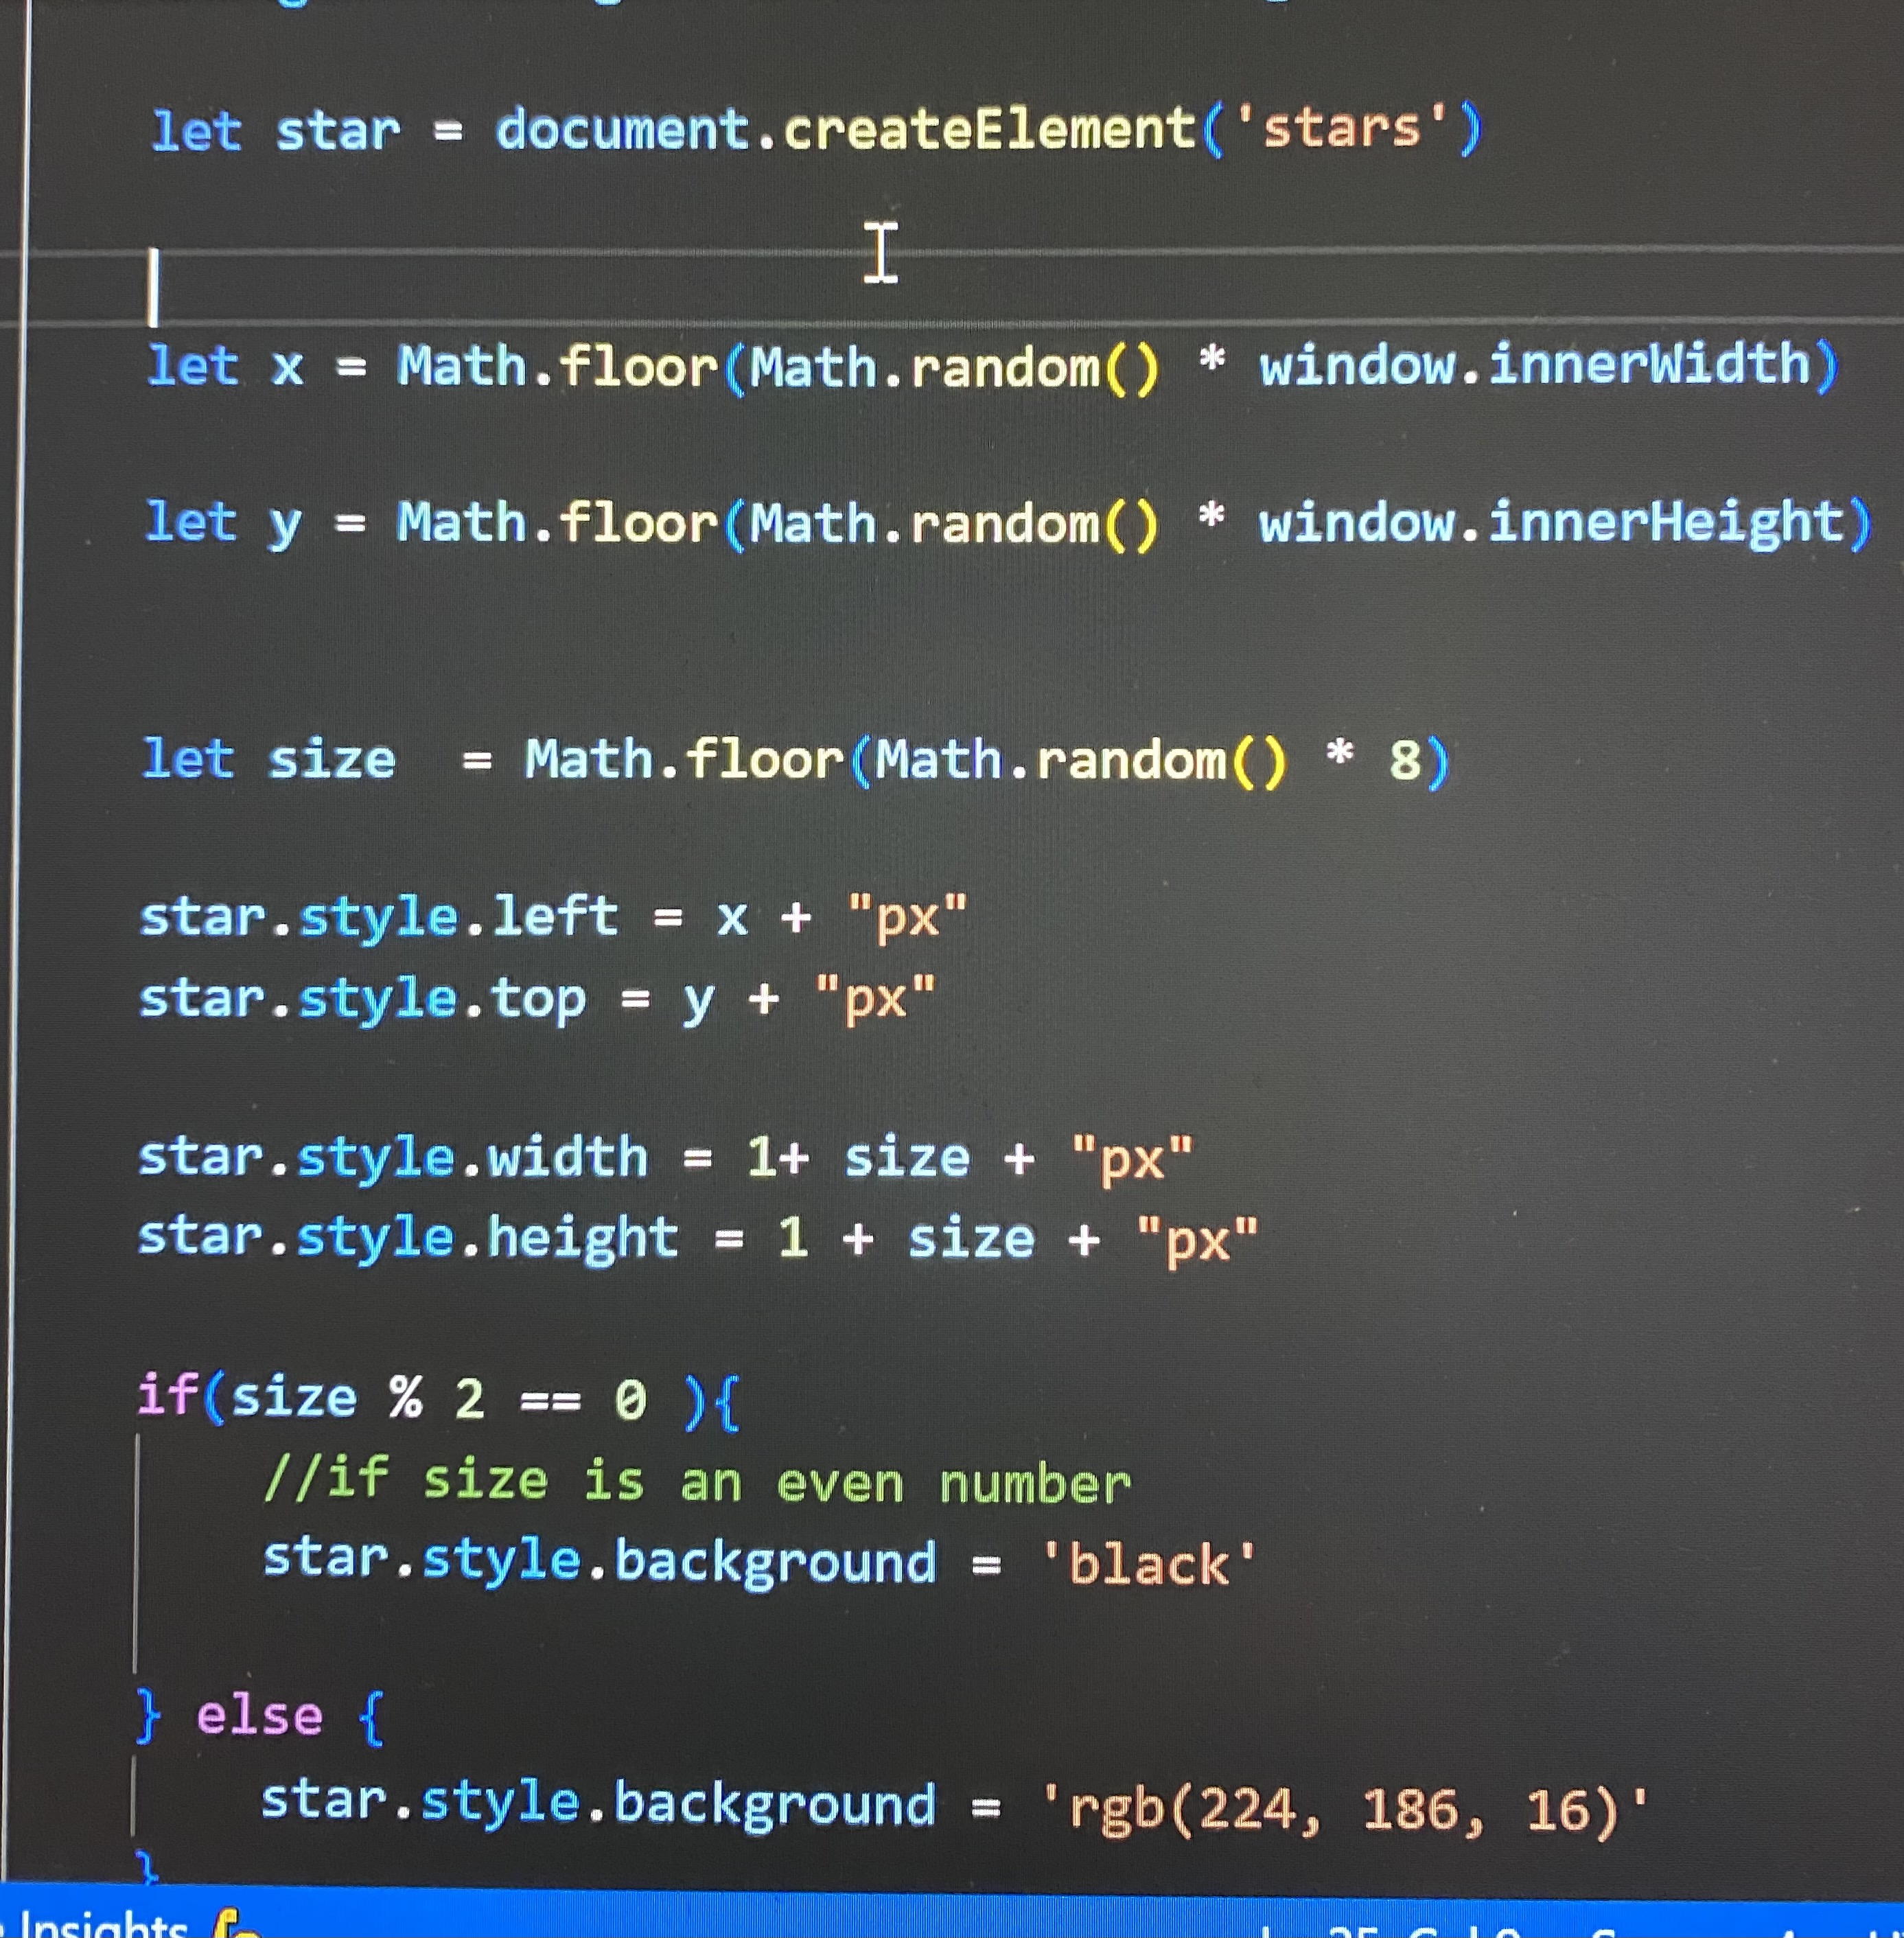 let star = document.createElement('stars')
let x = Math.floor(Math.random() * window.innerWidth)
let y = Math.floor(Math.random() * window.innerHeight)
let size  = Math.floor(Math.random() * 8)
star.style.left = x + "px"
star.style.top = y + "px"
star.style.width = 1+ size + "px"
star.style.height = 1 + size + "px"
if(size % 2 == 0 ){
//if size is an even number
star.style.background = 'black'
} else {
star.style.background = 'rgb(224, 186, 16)'
}
Insights